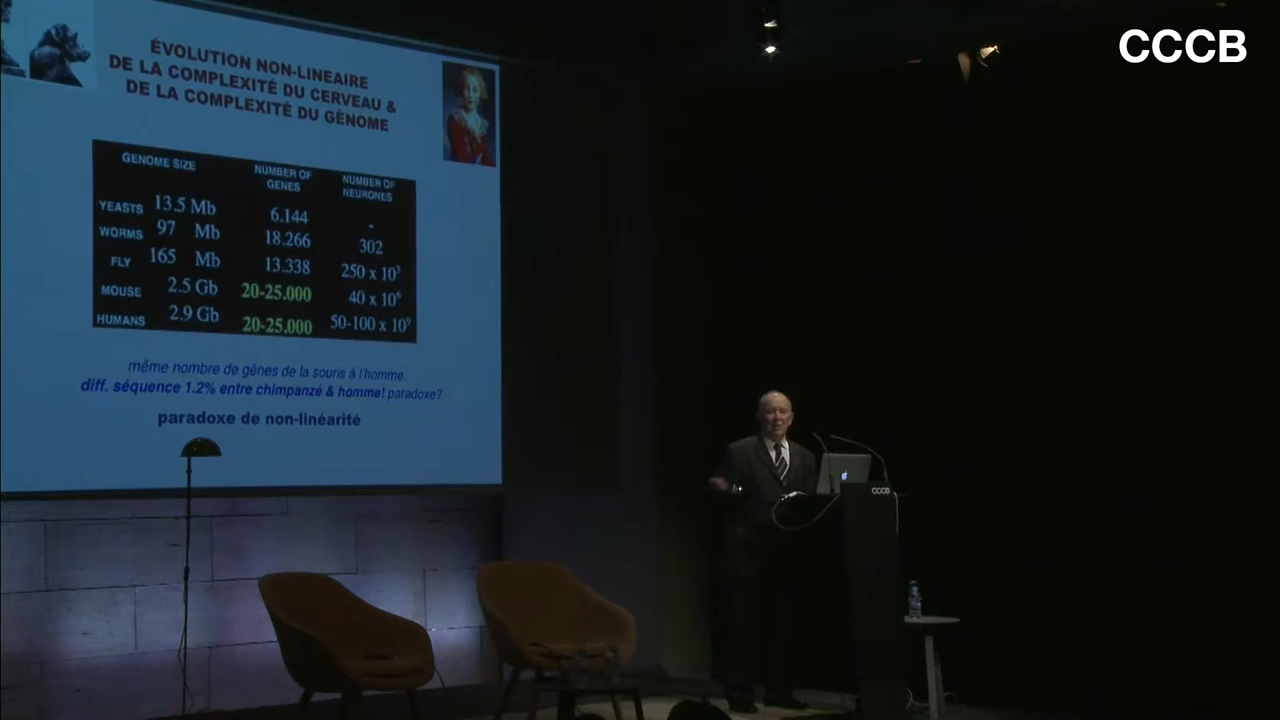 CCCB
ÉVOLUTION NON-LINEAIRE
DE LA COMPLEXITÉ DU CERVEAU &
DE LA COMPLEXITÉ DU GÉNOME
GENOME SIZE NUMBER OF GENES NUMBER OF NEURONES
YEASTS 13.5 Mb 6.144 -
WORMS 97 Mb 18.266 302
FLY 165 Mb 13.338 250 x 10³
MOUSE 2.5 Gb 20-25.000 40 x 10⁶
HUMANS 2.9 Gb 20-25.000 50-100 x 10⁹
même nombre de gènes de la souris à l'homme.
diff. séquence 1.2% entre chimpanzé & homme! paradoxe?
paradoxe de non-linéarité
CCCB